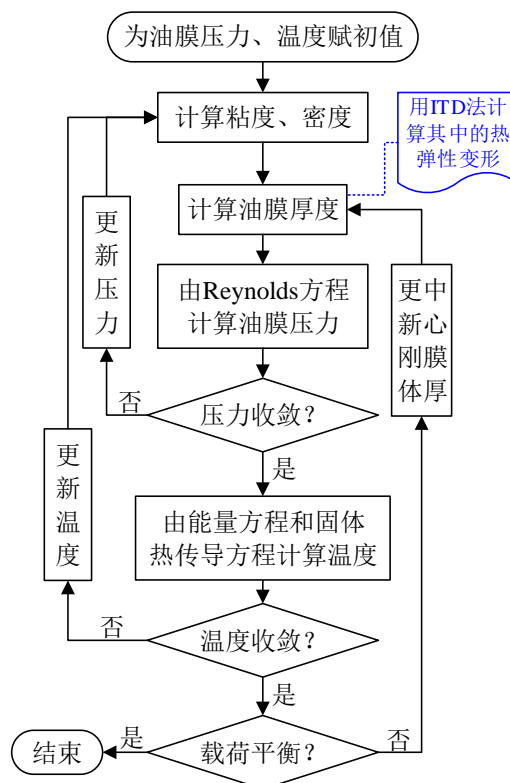 为油膜压力、温度赋初值
计算粘度、密度
用ITD法计
算其中的热
弹性变形
计算油膜厚度
更新压力
由Reynolds方程
计算油膜压力
更新刚体
中心膜厚
否
压力收敛？
是
更新温度
由能量方程和固体
热传导方程计算温度
否
温度收敛？
是
结束
是
载荷平衡？
否